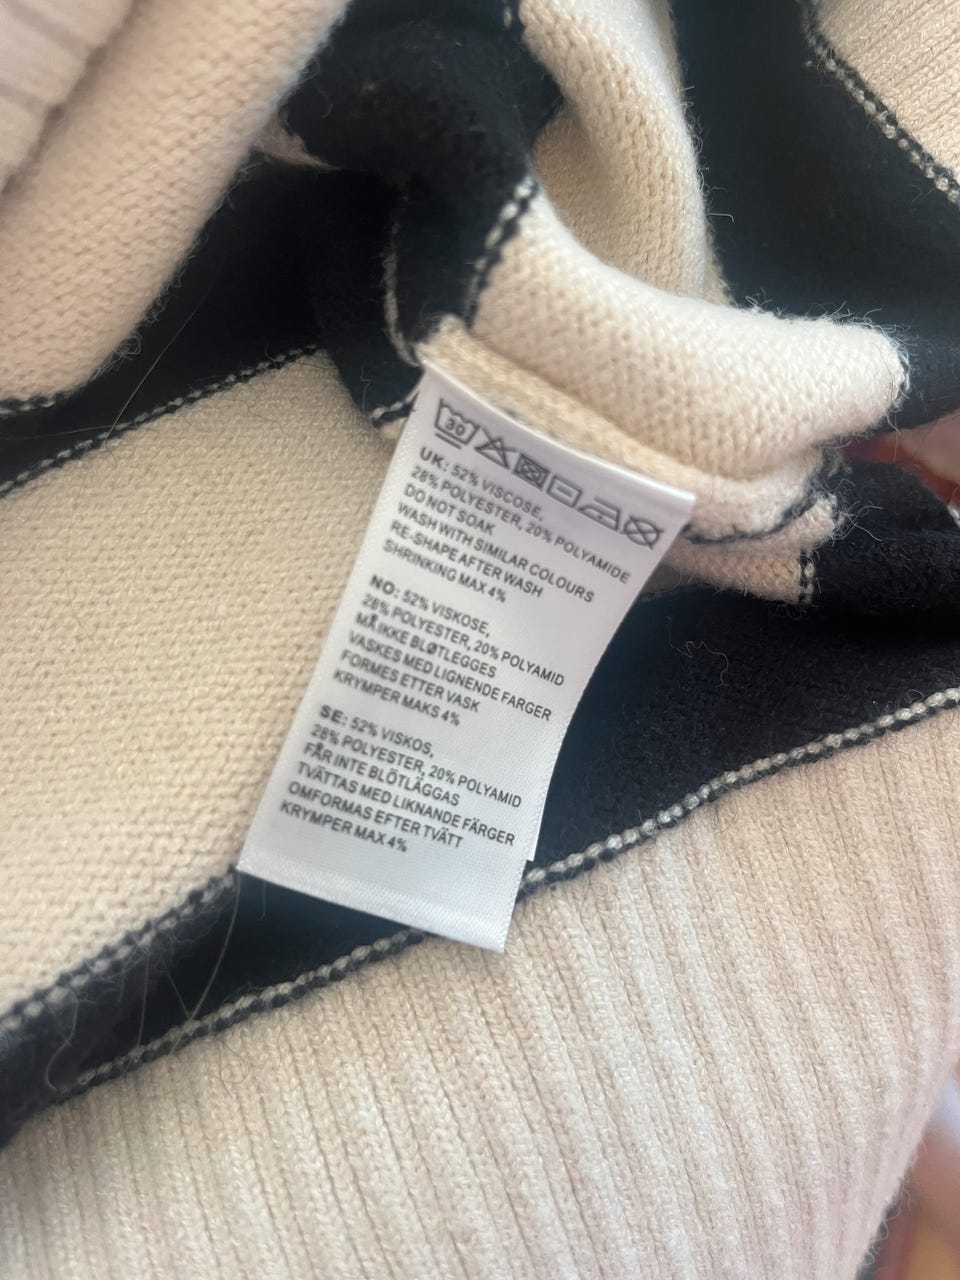 30
UK: 52% VISCOSE,
28% POLYESTER, 20% POLYAMIDE
DO NOT SOAK
WASH WITH SIMILAR COLOURS
RE-SHAPE AFTER WASH
SHRINKING MAX 4%
NO: 52% VISKOSE,
28% POLYESTER, 20% POLYAMID
MÅ IKKE BLØTLEGGES
VASKES MED LIGNENDE FARGER
FORMES ETTER VASK
KRYMPER MAKS 4%
SE: 52% VISKOS,
28% POLYESTER, 20% POLYAMID
FÅR INTE BLÖTLÄGGAS
TVÄTTAS MED LIKNANDE FÄRGER
OMFORMAS EFTER TVÄTT
KRYMPER MAX 4%